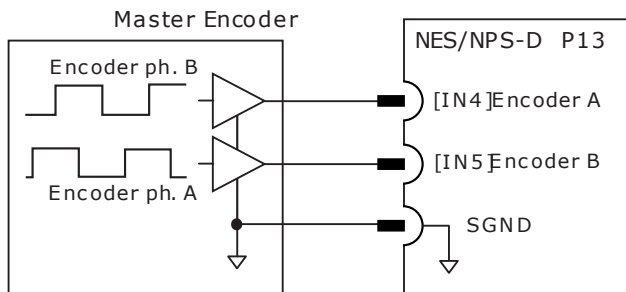 Master Encoder
NES/NPS-D P13
Encoder ph. B
[IN4]Encoder A
[IN5]Encoder B
Encoder ph. A
SGND